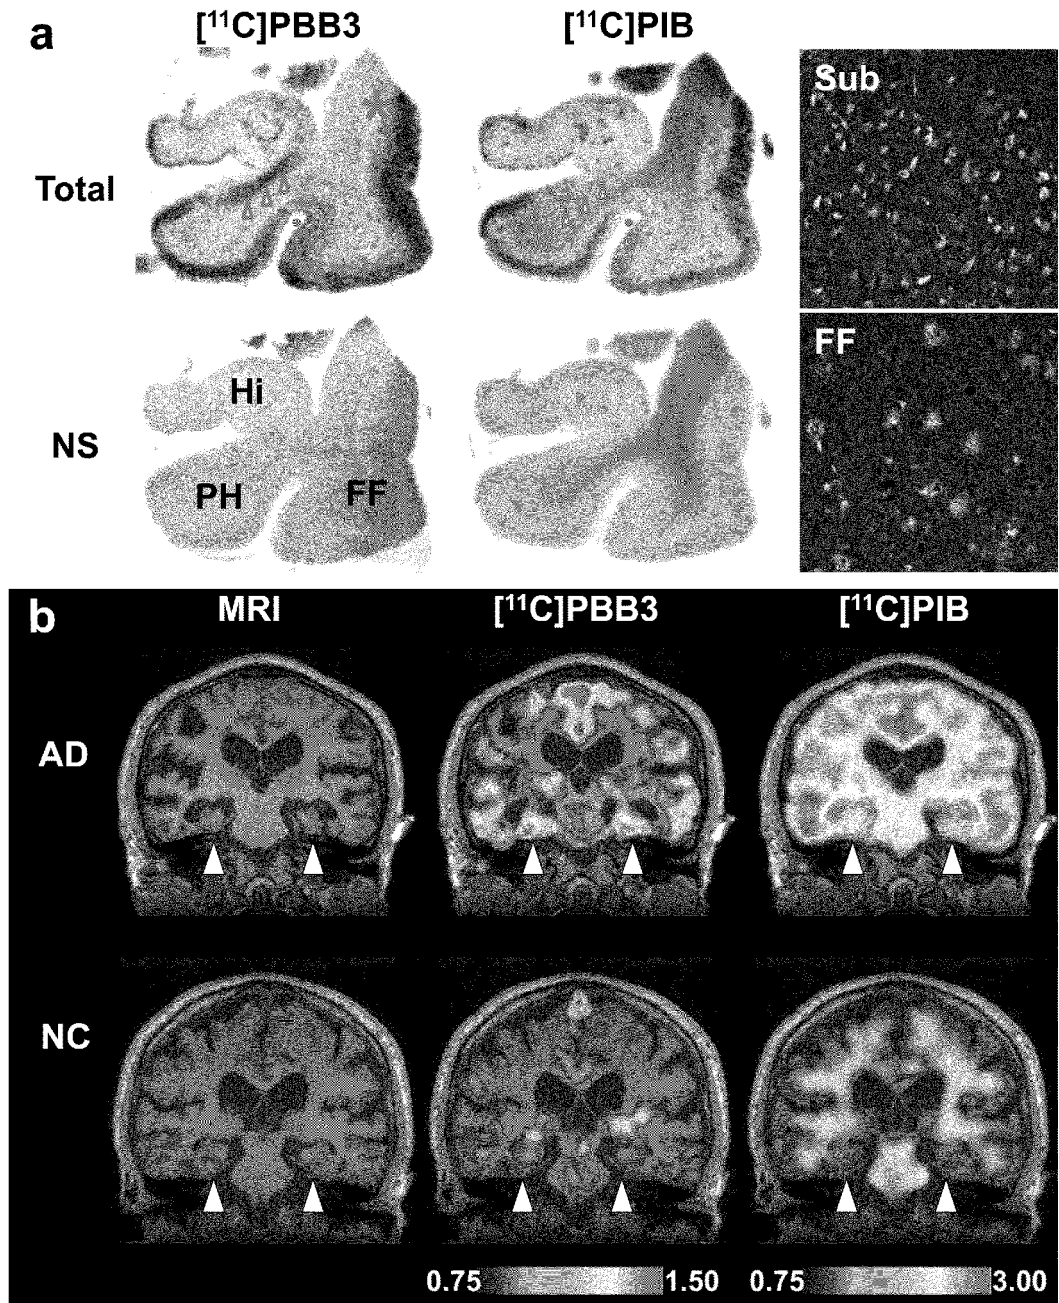 a
[¹¹C]PBB3 [¹¹C]PIB
Sub
Total
FF
Hi
NS
PH FF
b
MRI [¹¹C]PBB3 [¹¹C]PIB
AD
NC
0.75 1.50 0.75 3.00